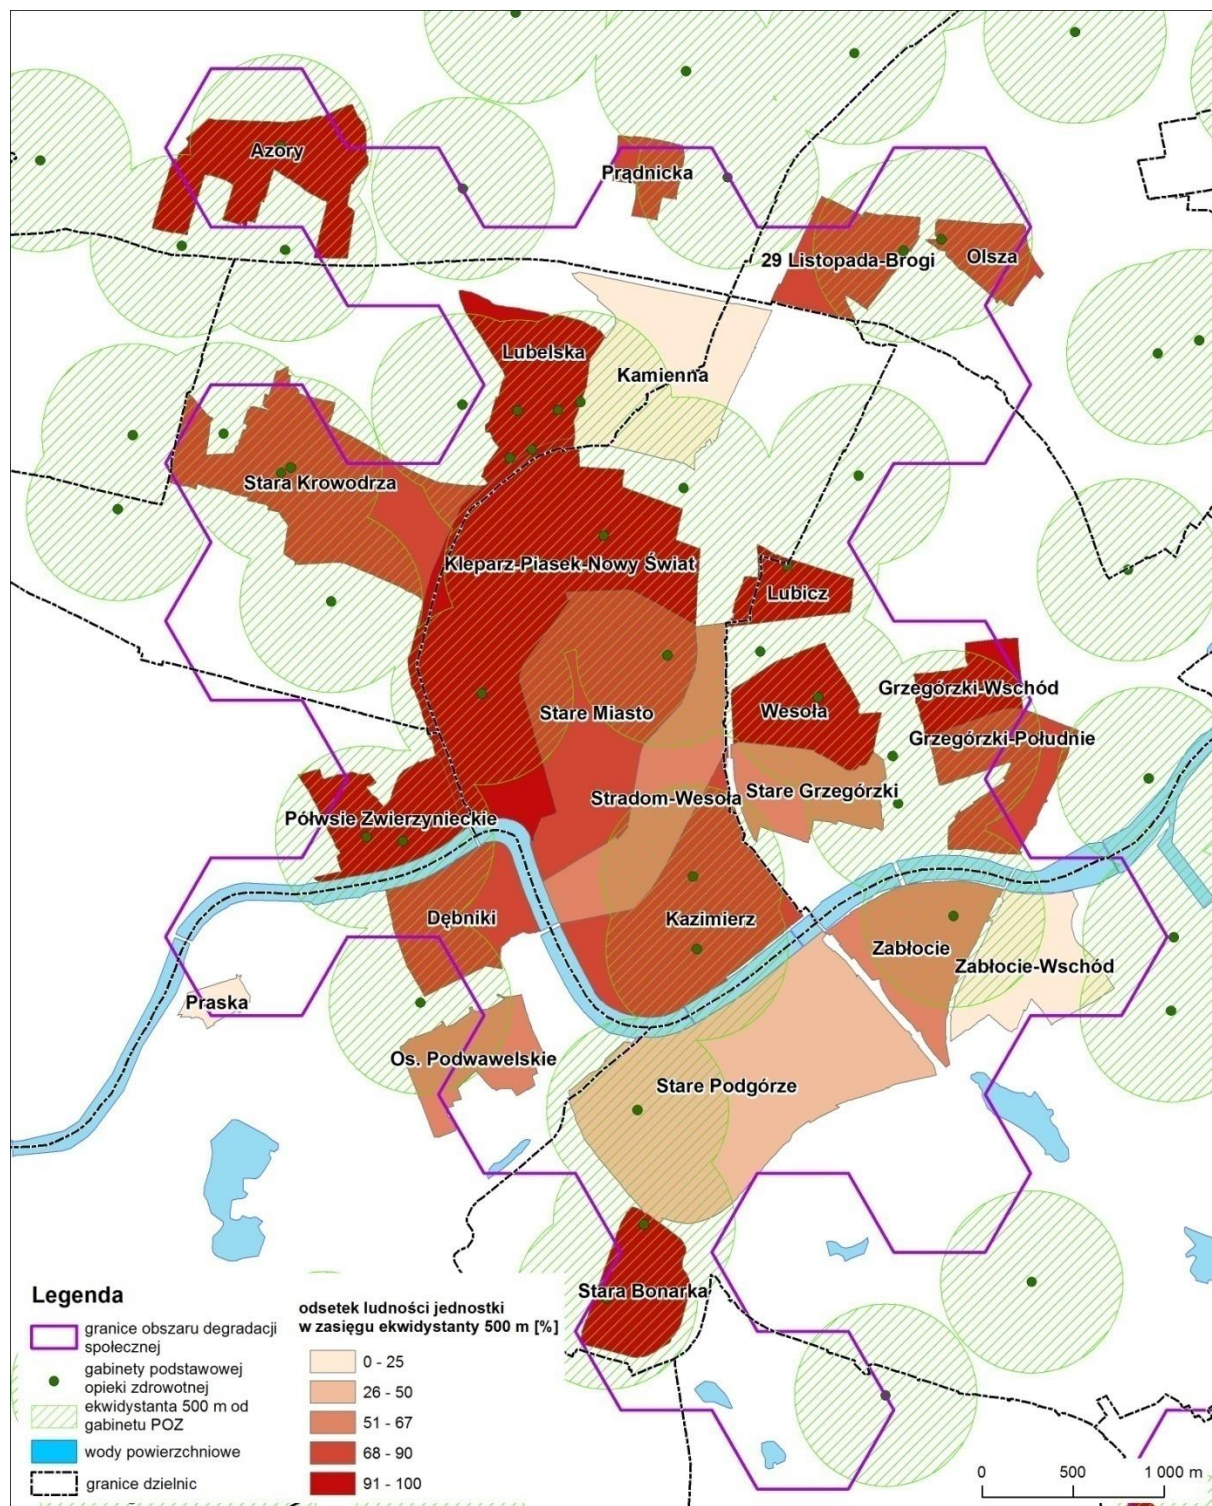 Azory
Prądnicka
29 Listopada-Brogi
Olsza
Lubelska
Kamienna
Stara Krowodrza
Kleparz-Piasek-Nowy Świat
Lubicz
Grzegórzki-Wschód
Stare Miasto
Wesoła
Grzegórzki-Południe
Stradom-Wesoła
Stare Grzegórzki
Półwsie Zwierzynieckie
Dębniki
Kazimierz
Zabłocie
Zabłocie-Wschód
Praska
Os. Podwawelskie
Stare Podgórze
Stara Bonarka
Legenda
granice obszaru degradacji
społecznej
gabinety podstawowej
opieki zdrowotnej
ekwidystanta 500 m od
gabinetu POZ
wody powierzchniowe
granice dzielnic
odsetek ludności jednostki
w zasięgu ekwidystanty 500 m [%]
0 - 25
26 - 50
51 - 67
68 - 90
91 - 100
0 500 1 000 m